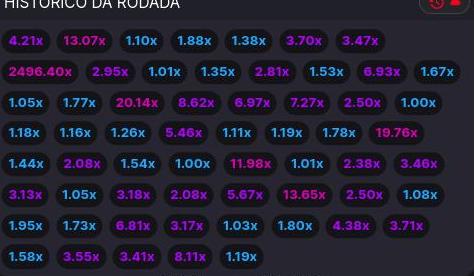 HISTÓRICO DA RODADA
4.21x 13.07x 1.10x 1.88x 1.38x 3.70x 3.47x
2496.40x 2.95x 1.01x 1.35x 2.81x 1.53x 6.93x 1.67x
1.05x 1.77x 20.14x 8.62x 6.97x 7.27x 2.50x 1.00x
1.18x 1.16x 1.26x 5.46x 1.11x 1.19x 1.78x 19.76x
1.44x 2.08x 1.54x 1.00x 11.98x 1.01x 2.38x 3.46x
3.13x 1.05x 3.18x 2.08x 5.67x 13.65x 2.50x 1.08x
1.95x 1.73x 6.81x 3.17x 1.03x 1.80x 4.38x 3.71x
1.58x 3.55x 3.41x 8.11x 1.19x